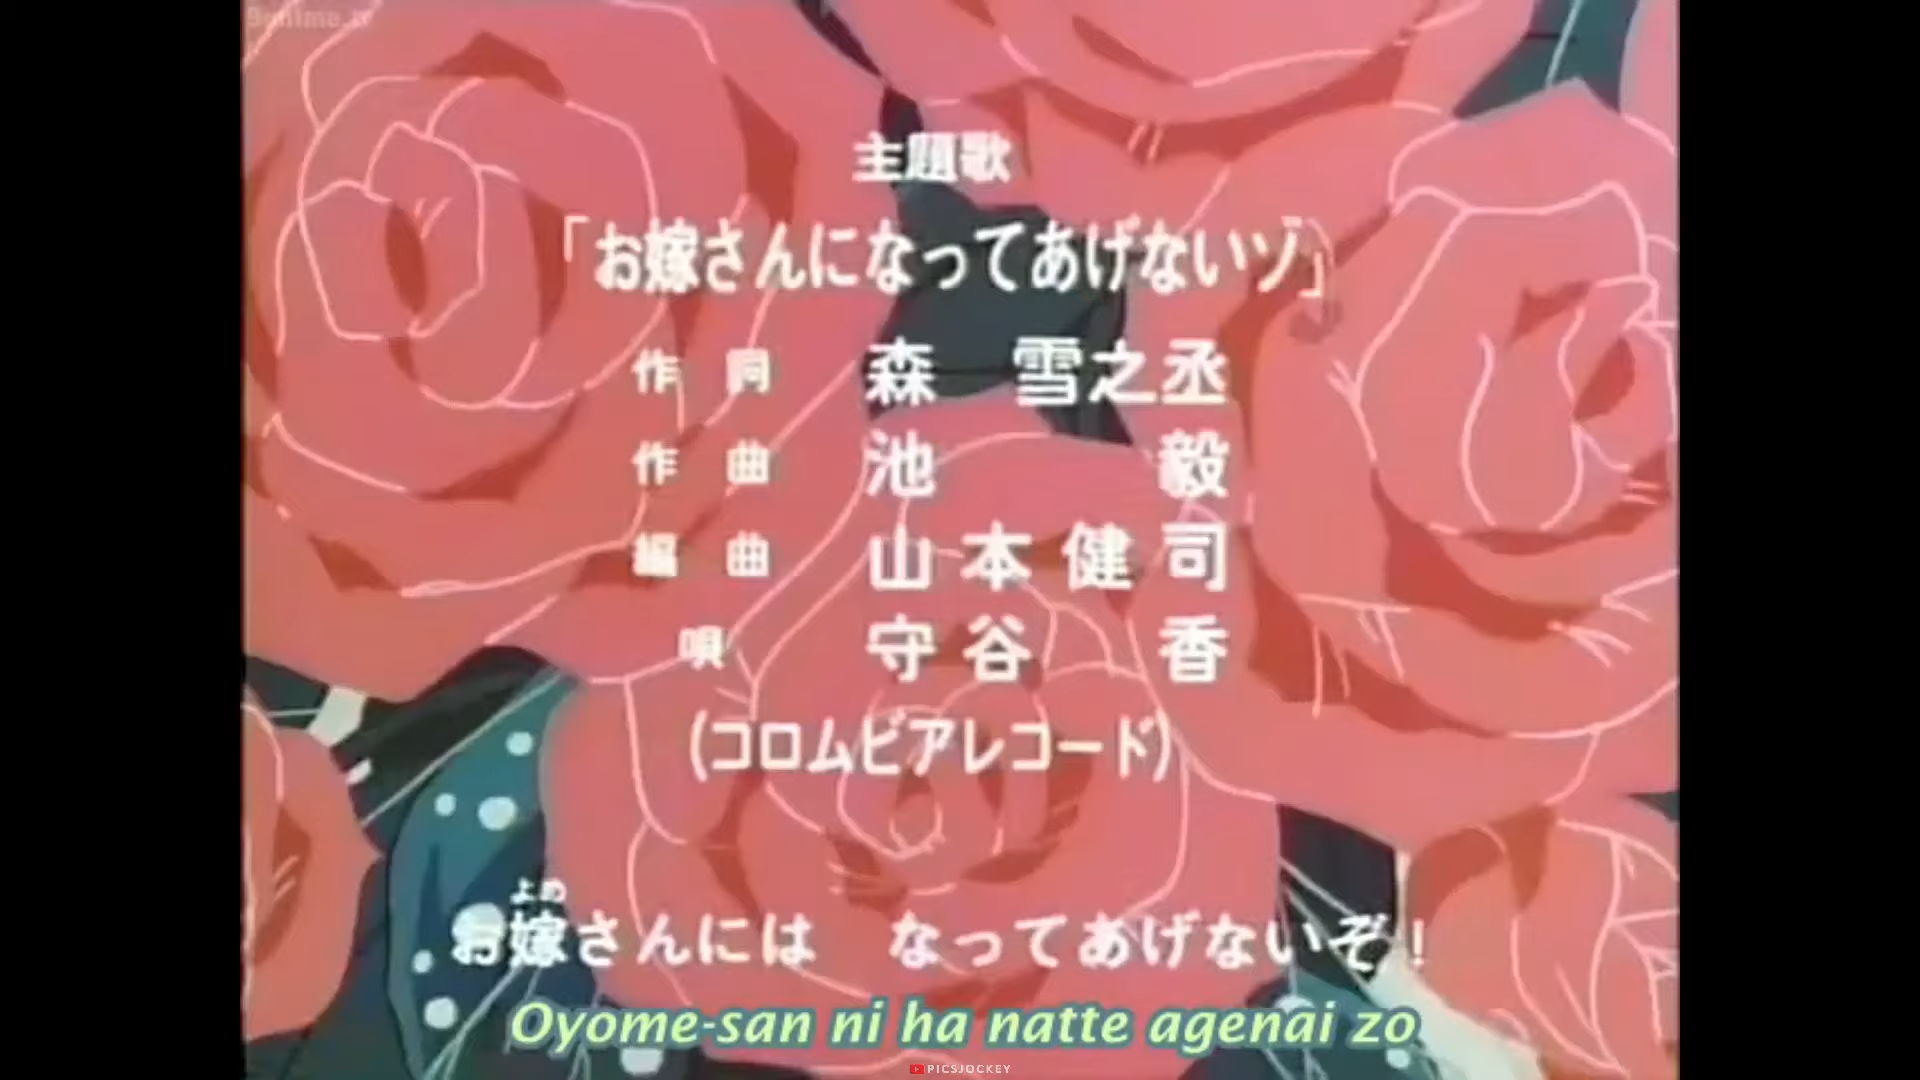 9anime.tv
主題歌
「お嫁さんになってあげないゾ」
作詞 森 雪之丞
作曲 池 毅
編曲 山本健司
唄 守谷 香
(コロムビアレコード)
よめ
お嫁さんには なってあげないぞ!
Oyome-san ni ha natte agenai zo
PICSJOCKEY